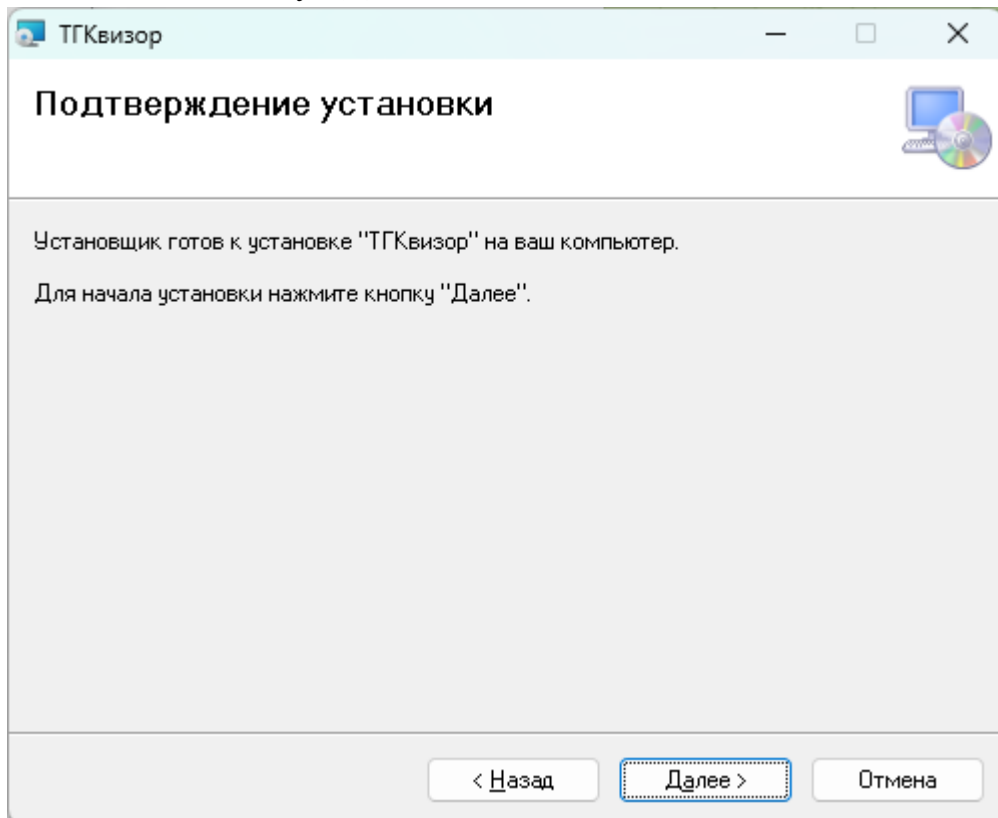 ТГКвизор
Подтверждение установки
Установщик готов к установке "ТГКвизор" на ваш компьютер.
Для начала установки нажмите кнопку "Далее".
< Назад
Далее >
Отмена